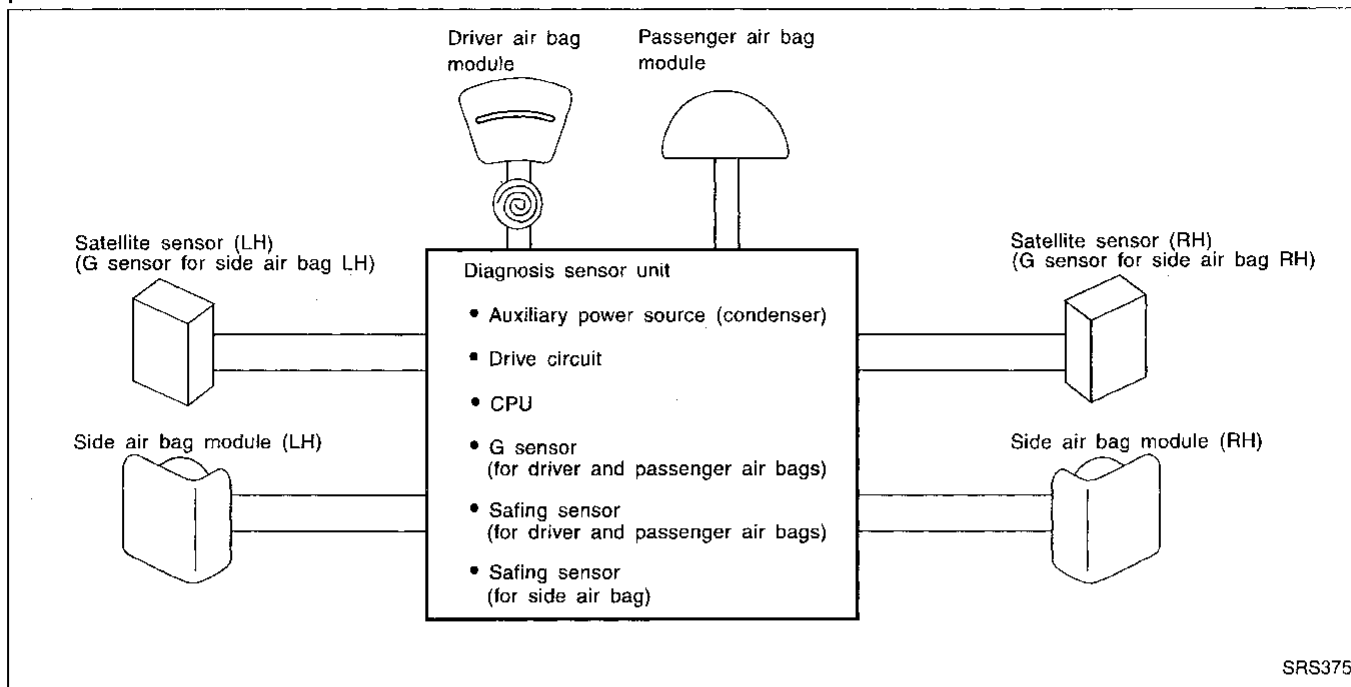 Driver air bag
module
Passenger air bag
module
Satellite sensor (LH)
(G sensor for side air bag LH)
Satellite sensor (RH)
(G sensor for side air bag RH)
Diagnosis sensor unit
• Auxiliary power source (condenser)
• Drive circuit
• CPU
• G sensor
(for driver and passenger air bags)
• Safing sensor
(for driver and passenger air bags)
• Safing sensor
(for side air bag)
Side air bag module (LH)
Side air bag module (RH)
SRS375